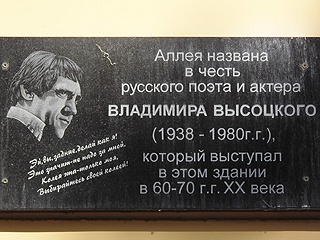 Аллея названа
в честь
русского поэта и актера
ВЛАДИМИРА ВЫСОЦКОГО
(1938 - 1980г.г.),
который выступал
в этом здании
в 60-70 г.г. XX века
Эй,вы,задние,делай как я!
Это значит-не надо за мной.
Колея эта-только моя,
Выбирайтесь своей колеей!